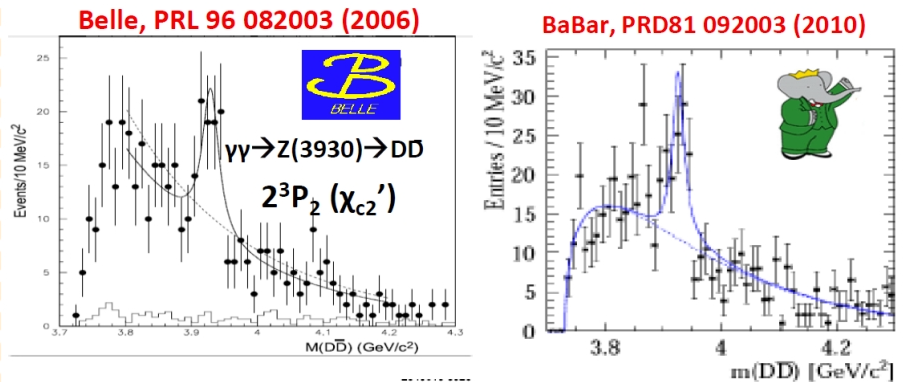 Belle, PRL 96 082003 (2006)
BaBar, PRD81 092003 (2010)
Events/10 MeV/c²
25
20
15
10
5
0
3.7 3.8 3.9 4 4.1 4.2 4.3
M(DD̅) (GeV/c²)
B
BELLE
γγ→Z(3930)→DD̅
2³P₂ (χc2’)
Entries / 10 MeV/c²
35
30
25
20
15
10
5
0
3.8 4 4.2
m(DD̅) [GeV/c²]